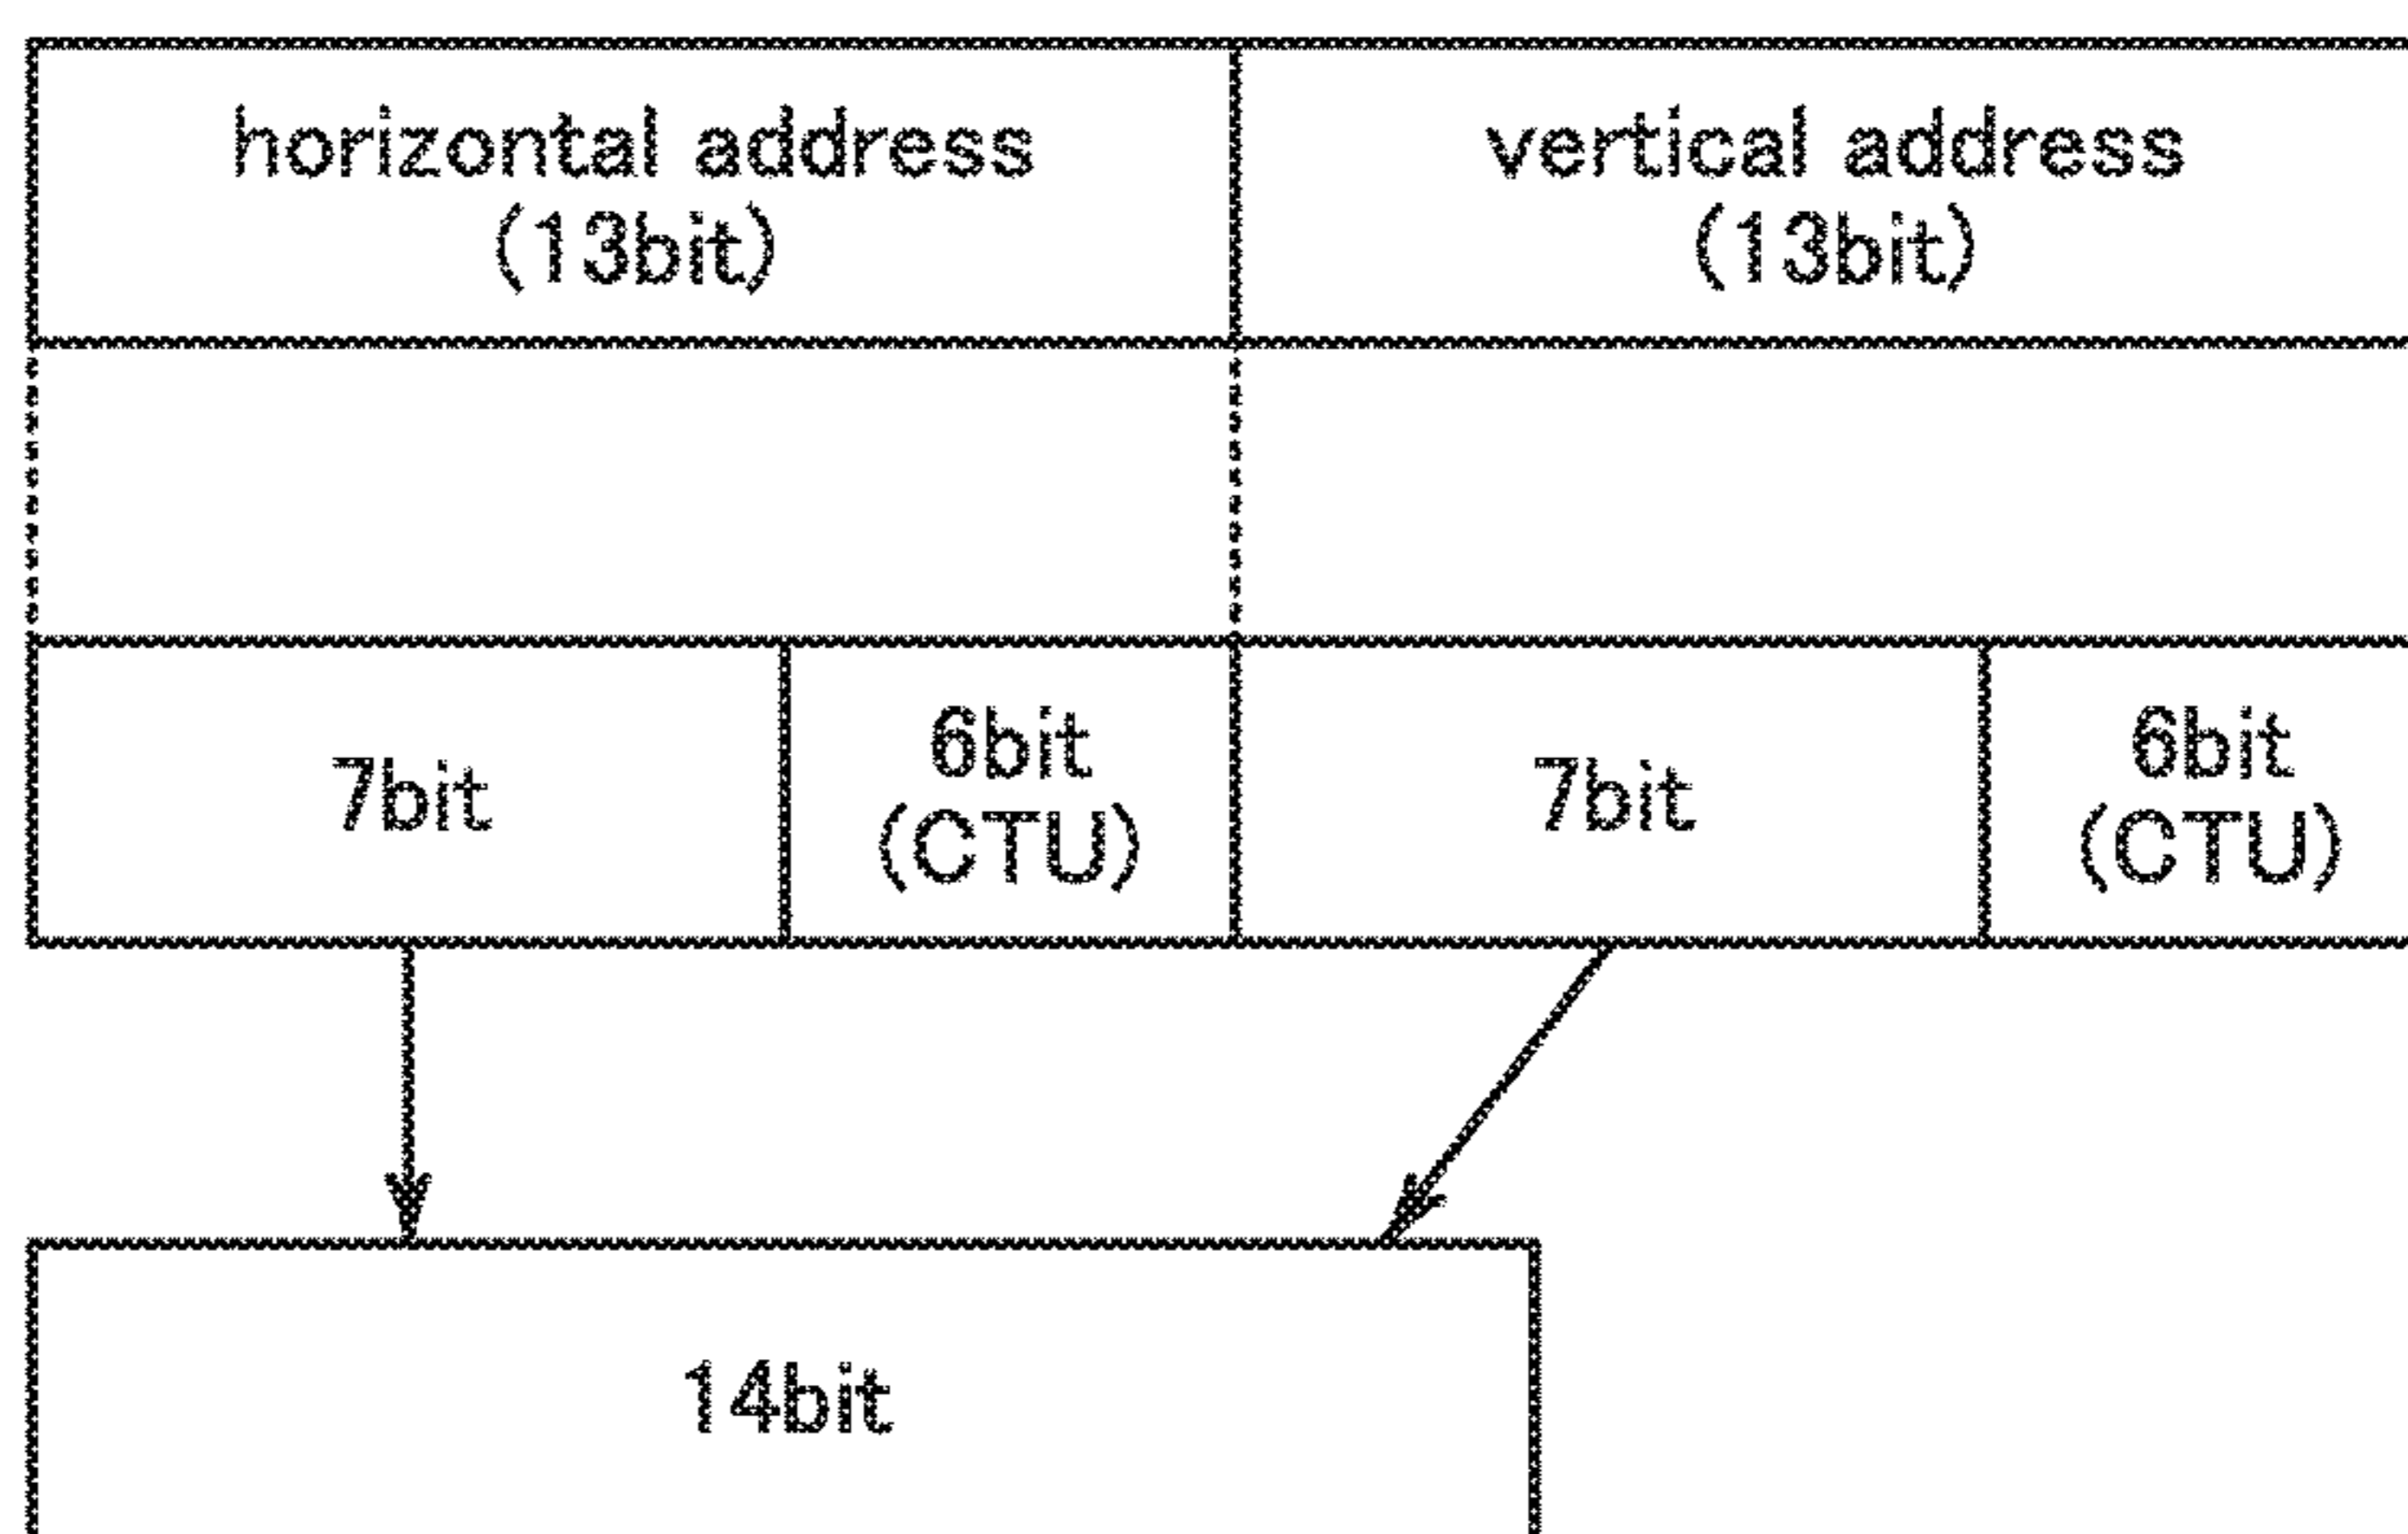 horizontal address
(13bit)
vertical address
(13bit)
7bit
6bit
(CTU)
7bit
6bit
(CTU)
14bit